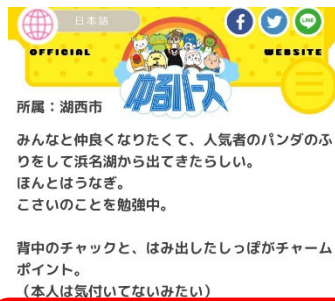 日本語
LINE
OFFICIAL
WEBSITE
ゆるバース
所属：湖西市
みんなと仲良くなりたくて、人気者のパンダのふ
りをして浜名湖から出てきたらしい。
ほんとはうなぎ。
こさいのことを勉強中。
背中のチャックと、はみ出したしっぽがチャーム
ポイント。
（本人は気付いてないみたい）